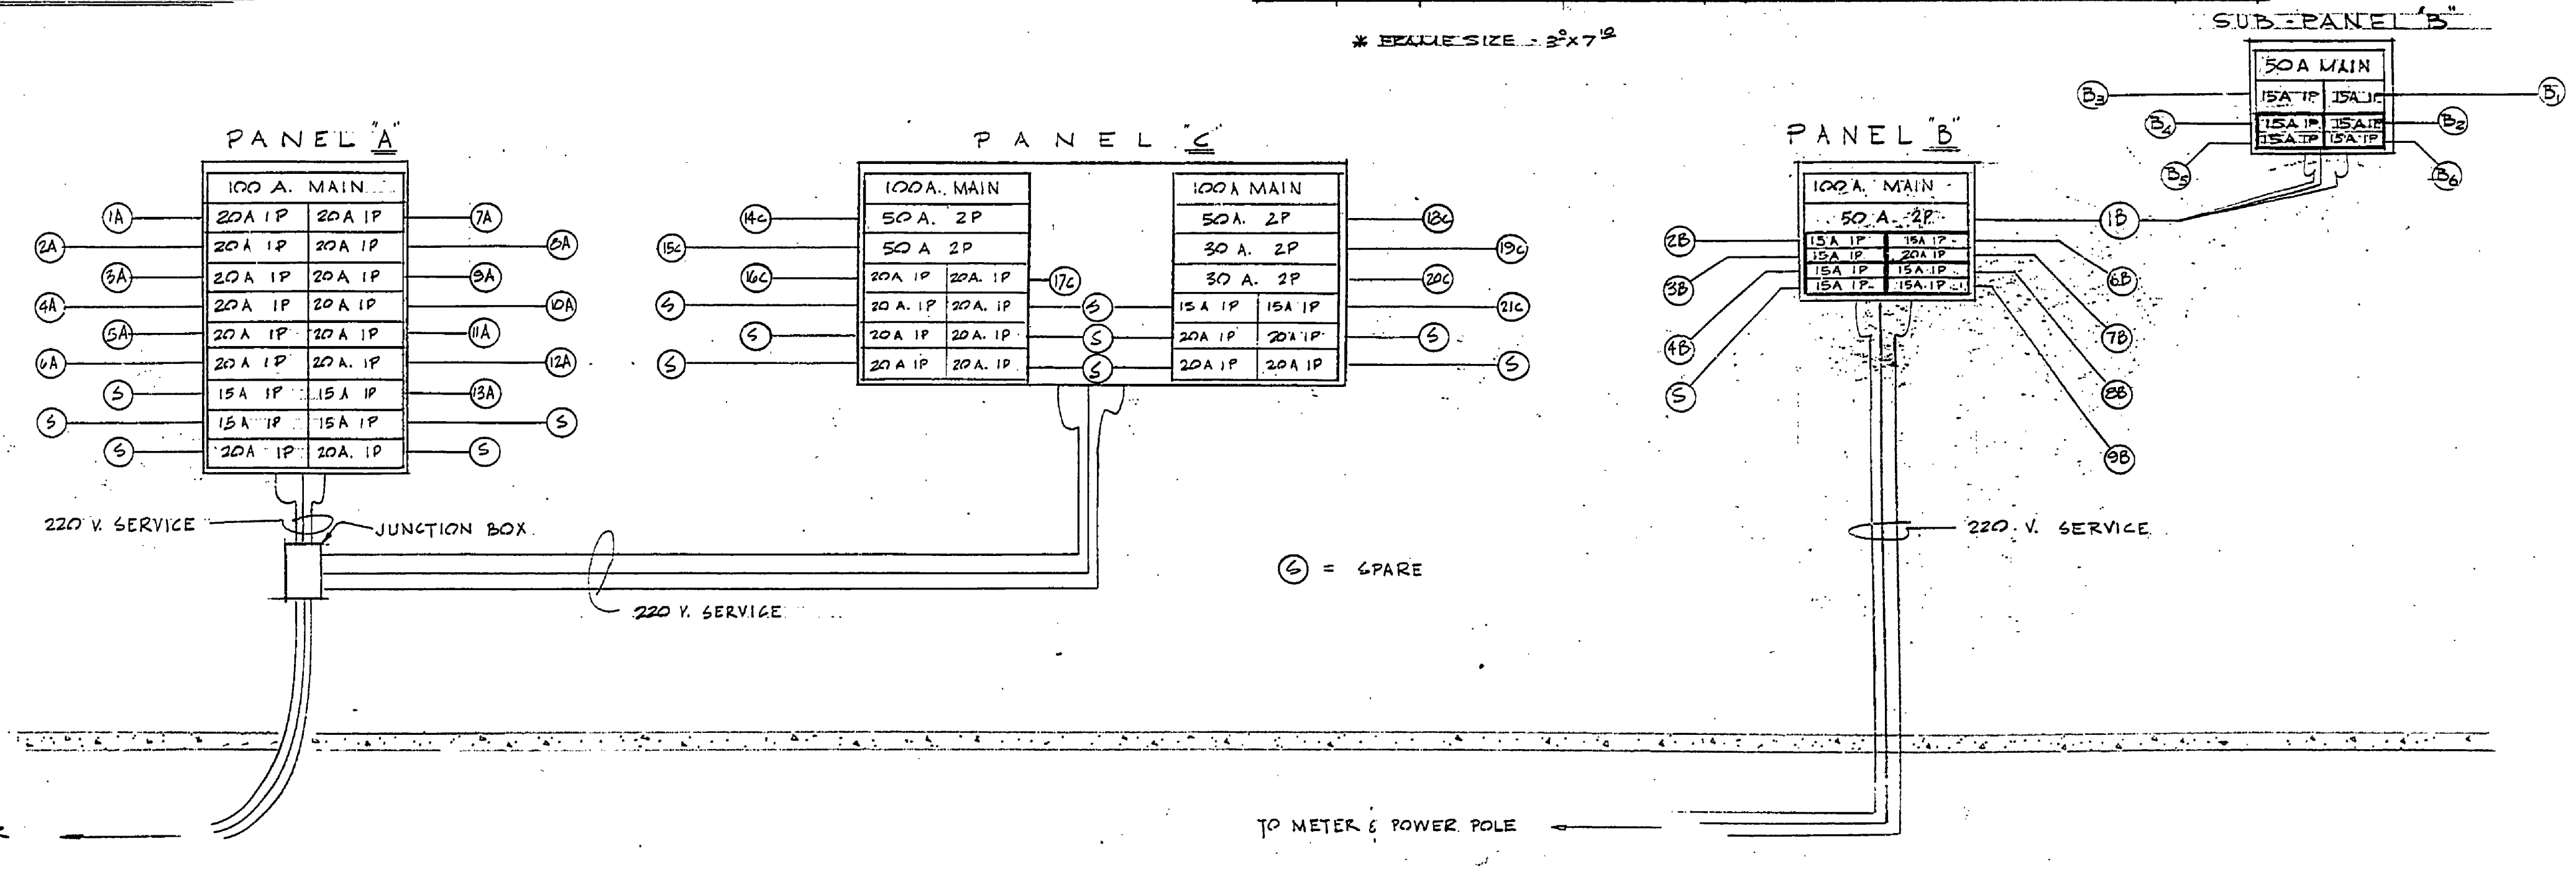 * FRAME SIZE - 3⁰ x 7¹⁰
SUB-PANEL "B"
50 A MAIN
15A 1P 15A 1P
15A 1P 15A 1P
15A 1P 15A 1P
B3
B4
B5
B1
B2
B6
PANEL "A"
100 A. MAIN
1A 20A 1P 20A 1P 7A
2A 20A 1P 20A 1P 8A
3A 20A 1P 20A 1P 9A
4A 20A 1P 20A 1P 10A
5A 20A 1P 20A 1P 11A
6A 20A 1P 20A. 1P 12A
S 15A 1P 15A 1P 13A
S 15A 1P 15A 1P S
S 20A 1P 20A. 1P S
220 V. SERVICE
JUNCTION BOX.
PANEL "C"
100 A. MAIN
14C 50 A. 2P
15C 50 A 2P
16C 20A 1P 20A. 1P 17C
S 20 A. 1P 20A. 1P S
S 20A 1P 20A. 1P S
S 20A 1P 20A. 1P S
100A MAIN
50A. 2P 18C
30 A. 2P 19C
30 A. 2P 20C
15A 1P 15A 1P 21C
20A 1P 20A 1P S
20A 1P 20A 1P S
220 V. SERVICE
S = SPARE
PANEL "B"
100 A. MAIN
50 A. 2P 1B
2B 15A 1P 15A 1P 6B
3B 15A 1P 20A 1P 7B
4B 15A 1P 15A 1P 8B
S 15A 1P 15A 1P 9B
220 V. SERVICE
TO METER & POWER POLE